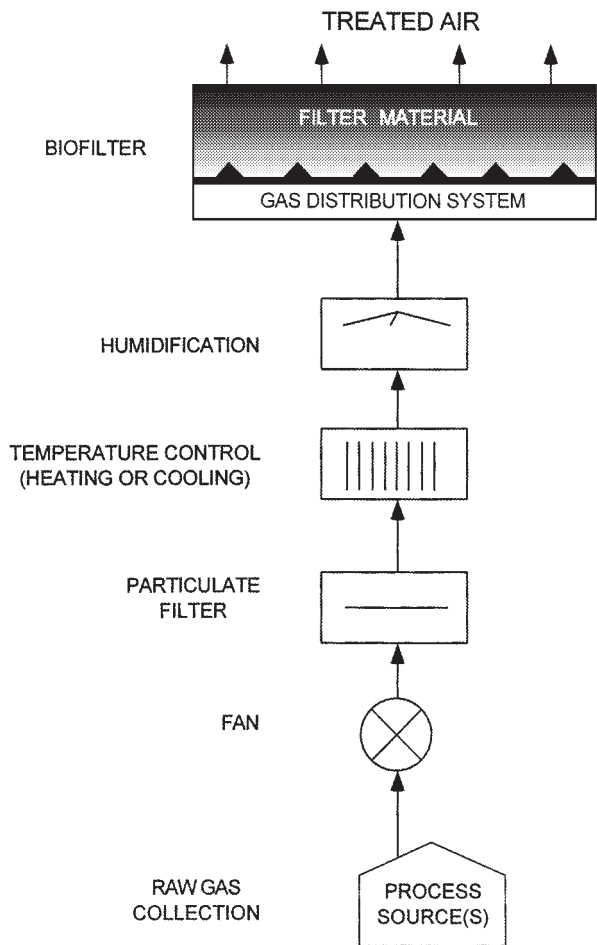 TREATED AIR
FILTER MATERIAL
BIOFILTER
GAS DISTRIBUTION SYSTEM
HUMIDIFICATION
TEMPERATURE CONTROL
(HEATING OR COOLING)
PARTICULATE
FILTER
FAN
RAW GAS
COLLECTION
PROCESS
SOURCE(S)